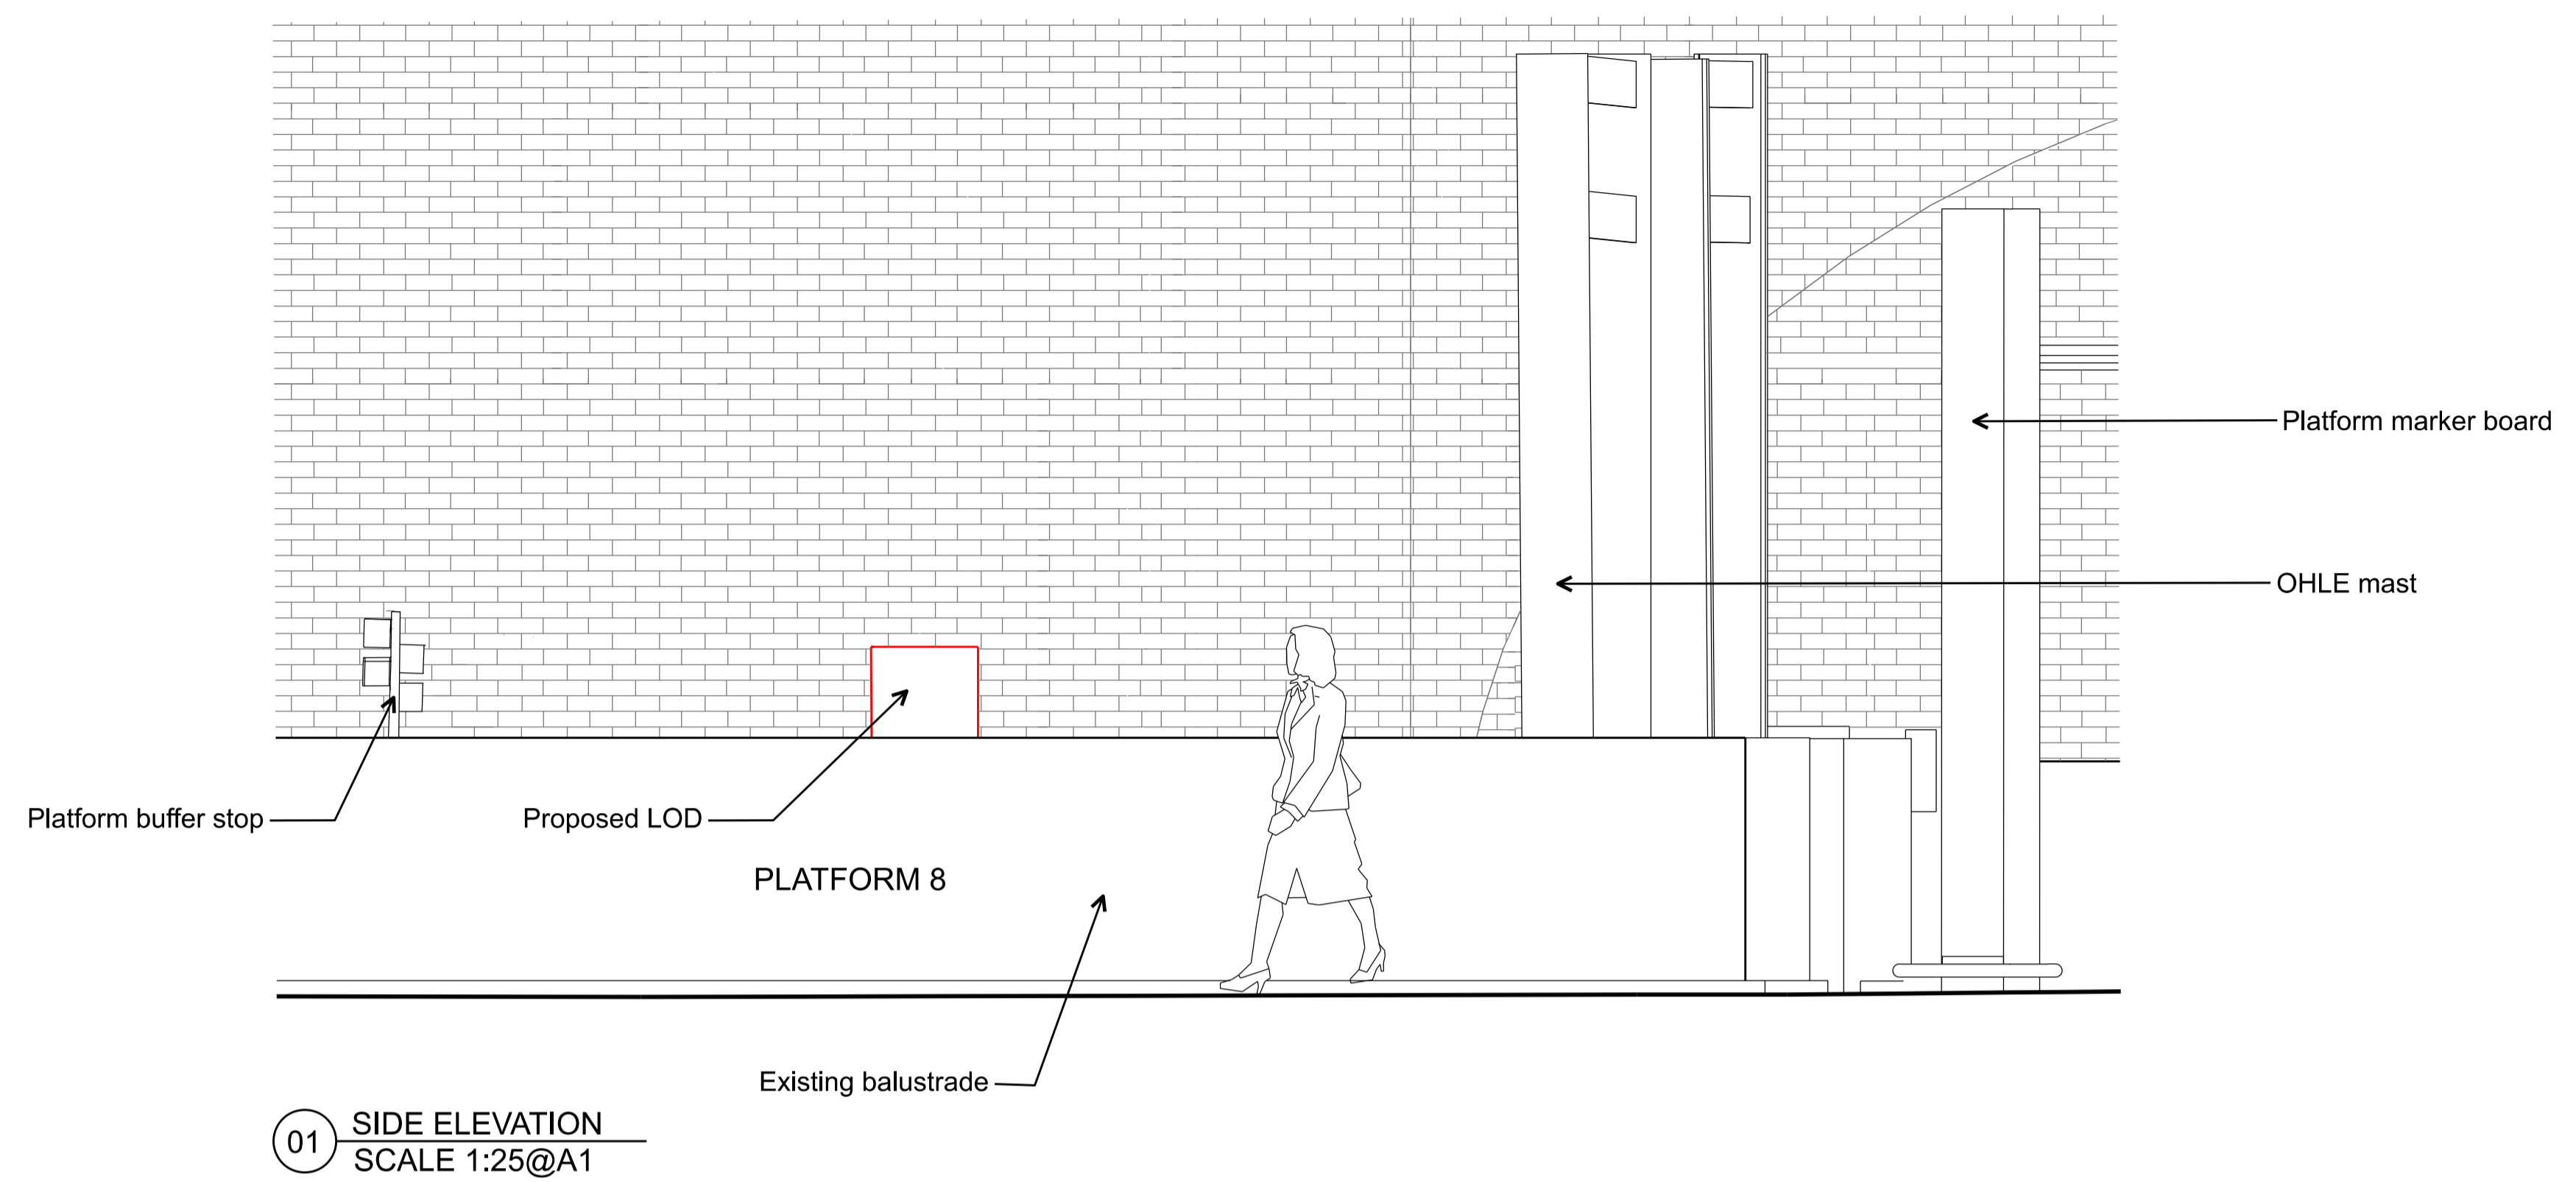 Platform marker board
OHLE mast
Platform buffer stop
Proposed LOD
PLATFORM 8
Existing balustrade
01
SIDE ELEVATION
SCALE 1:25@A1